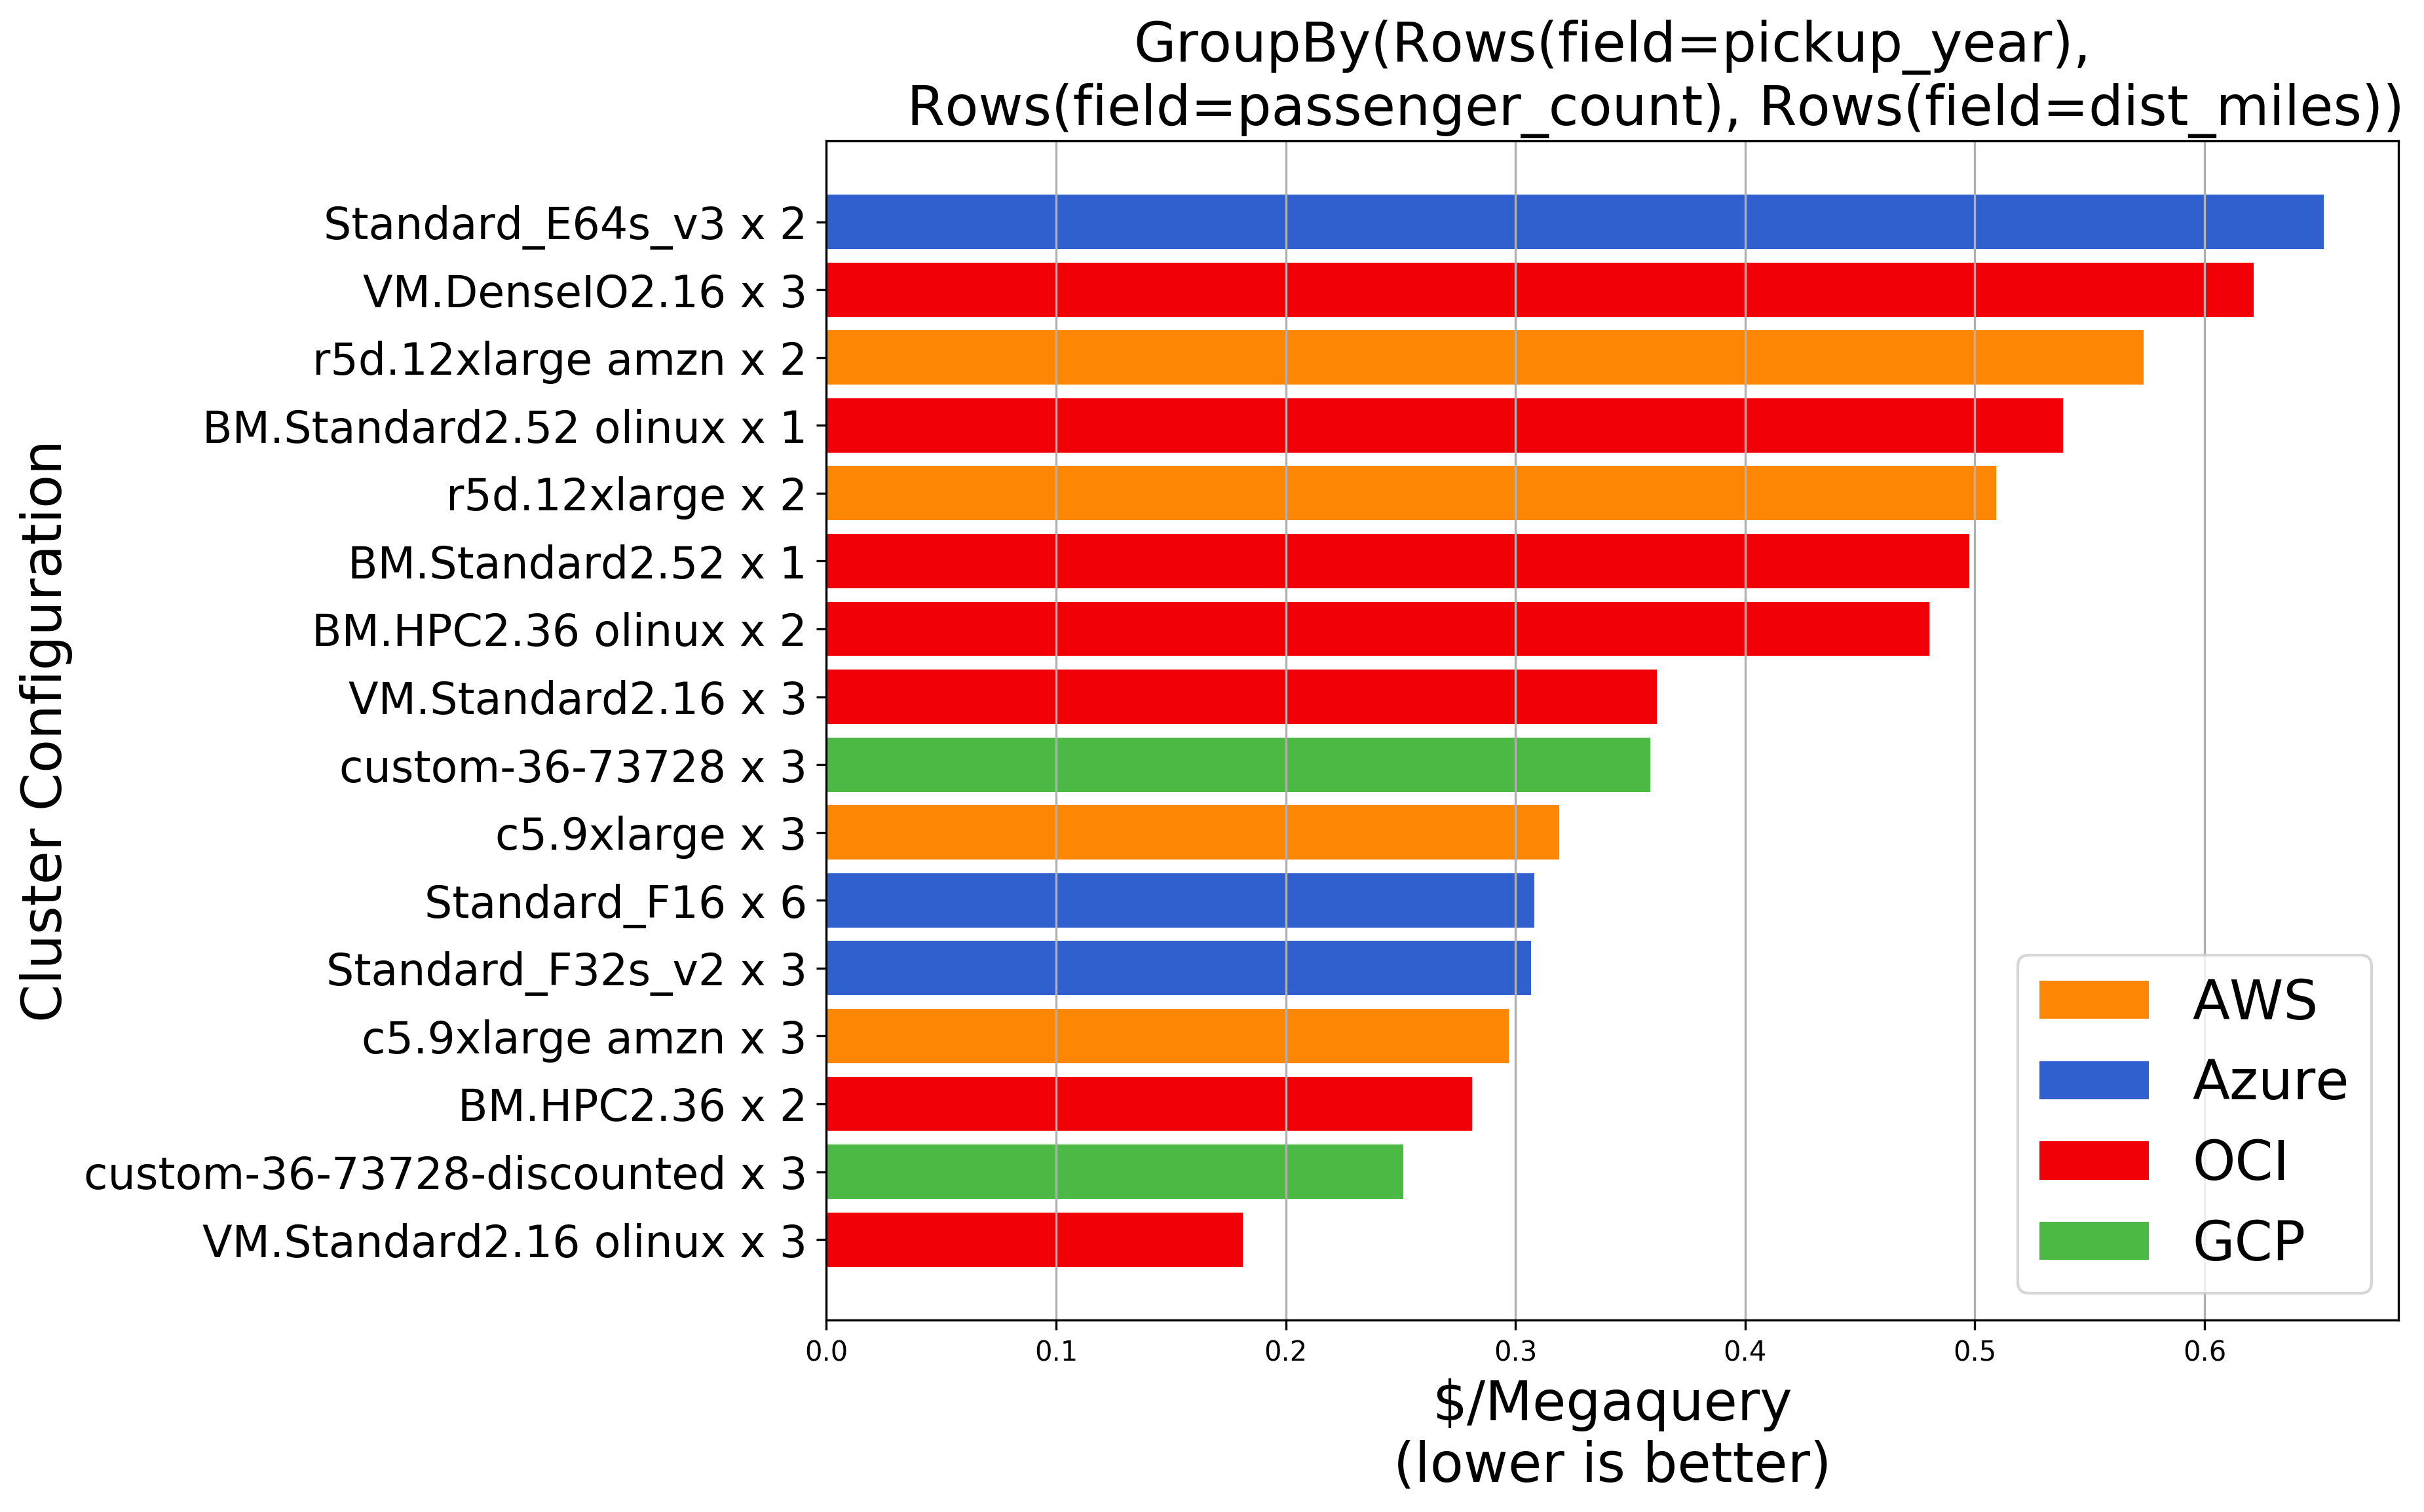 GroupBy(Rows(field=pickup_year),
Rows(field=passenger_count), Rows(field=dist_miles))
Cluster Configuration
Standard_E64s_v3 x 2
VM.DenseIO2.16 x 3
r5d.12xlarge amzn x 2
BM.Standard2.52 olinux x 1
r5d.12xlarge x 2
BM.Standard2.52 x 1
BM.HPC2.36 olinux x 2
VM.Standard2.16 x 3
custom-36-73728 x 3
c5.9xlarge x 3
Standard_F16 x 6
Standard_F32s_v2 x 3
c5.9xlarge amzn x 3
BM.HPC2.36 x 2
custom-36-73728-discounted x 3
VM.Standard2.16 olinux x 3
AWS
Azure
OCI
GCP
0.0 0.1 0.2 0.3 0.4 0.5 0.6
$/Megaquery
(lower is better)